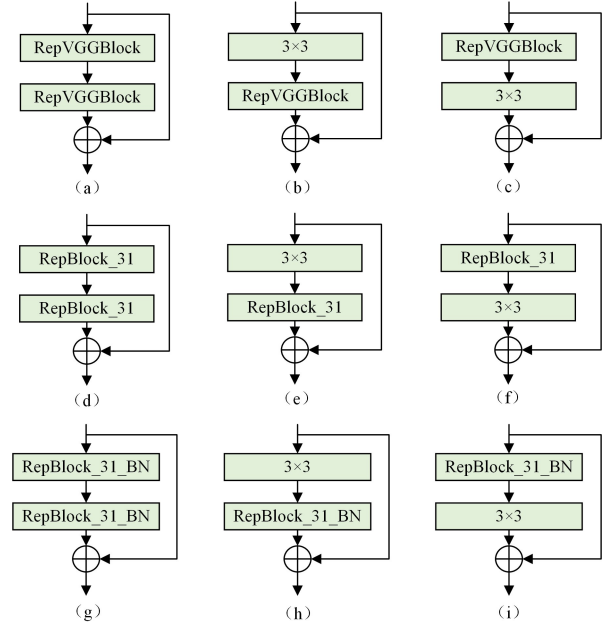 RepVGGBlock
RepVGGBlock
(a)
3×3
RepVGGBlock
(b)
RepVGGBlock
3×3
(c)
RepBlock_31
RepBlock_31
(d)
3×3
RepBlock_31
(e)
RepBlock_31
3×3
(f)
RepBlock_31_BN
RepBlock_31_BN
(g)
3×3
RepBlock_31_BN
(h)
RepBlock_31_BN
3×3
(i)